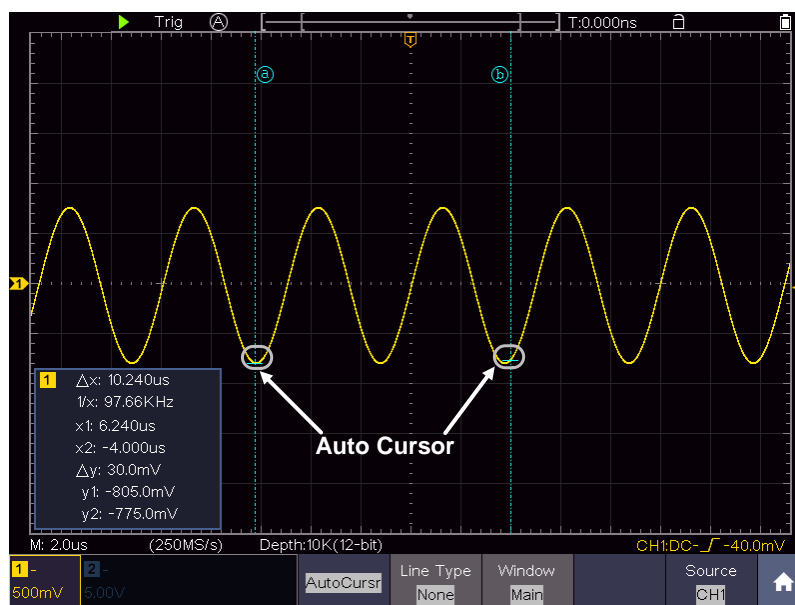 Trig Ⓐ T:0.000ns
T
ⓐ ⓑ
1
1
△x: 10.240us
1/x: 97.66KHz
x1: 6.240us
x2: -4.000us
△y: 30.0mV
y1: -805.0mV
y2: -775.0mV
Auto Cursor
M: 2.0us (250MS/s) Depth:10K(12-bit) CH1:DC- -40.0mV
1 -
500mV
2 -
5.00V
AutoCursr
Line Type
None
Window
Main
Source
CH1